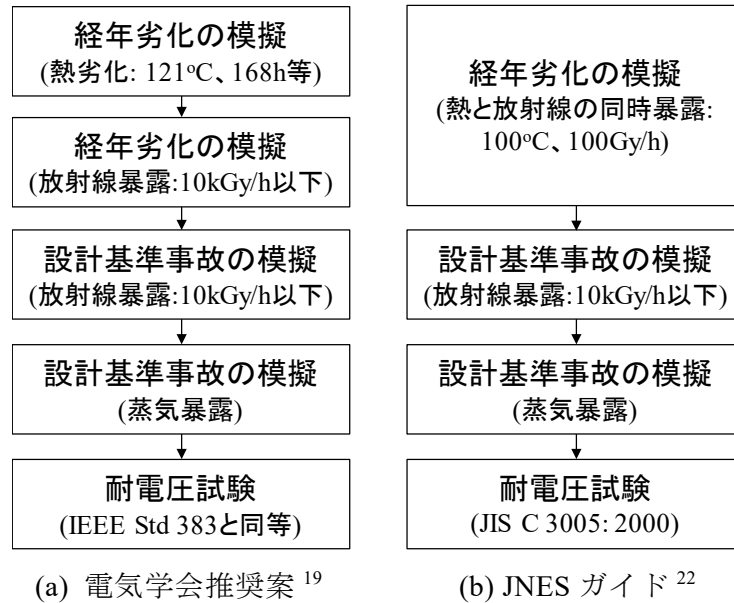 経年劣化の模擬
(熱劣化: 121°C、168h等)
経年劣化の模擬
(放射線暴露:10kGy/h以下)
設計基準事故の模擬
(放射線暴露:10kGy/h以下)
設計基準事故の模擬
(蒸気暴露)
耐電圧試験
(IEEE Std 383と同等)
(a) 電気学会推奨案 19
経年劣化の模擬
(熱と放射線の同時暴露:
100°C、100Gy/h)
設計基準事故の模擬
(放射線暴露:10kGy/h以下)
設計基準事故の模擬
(蒸気暴露)
耐電圧試験
(JIS C 3005: 2000)
(b) JNES ガイド 22